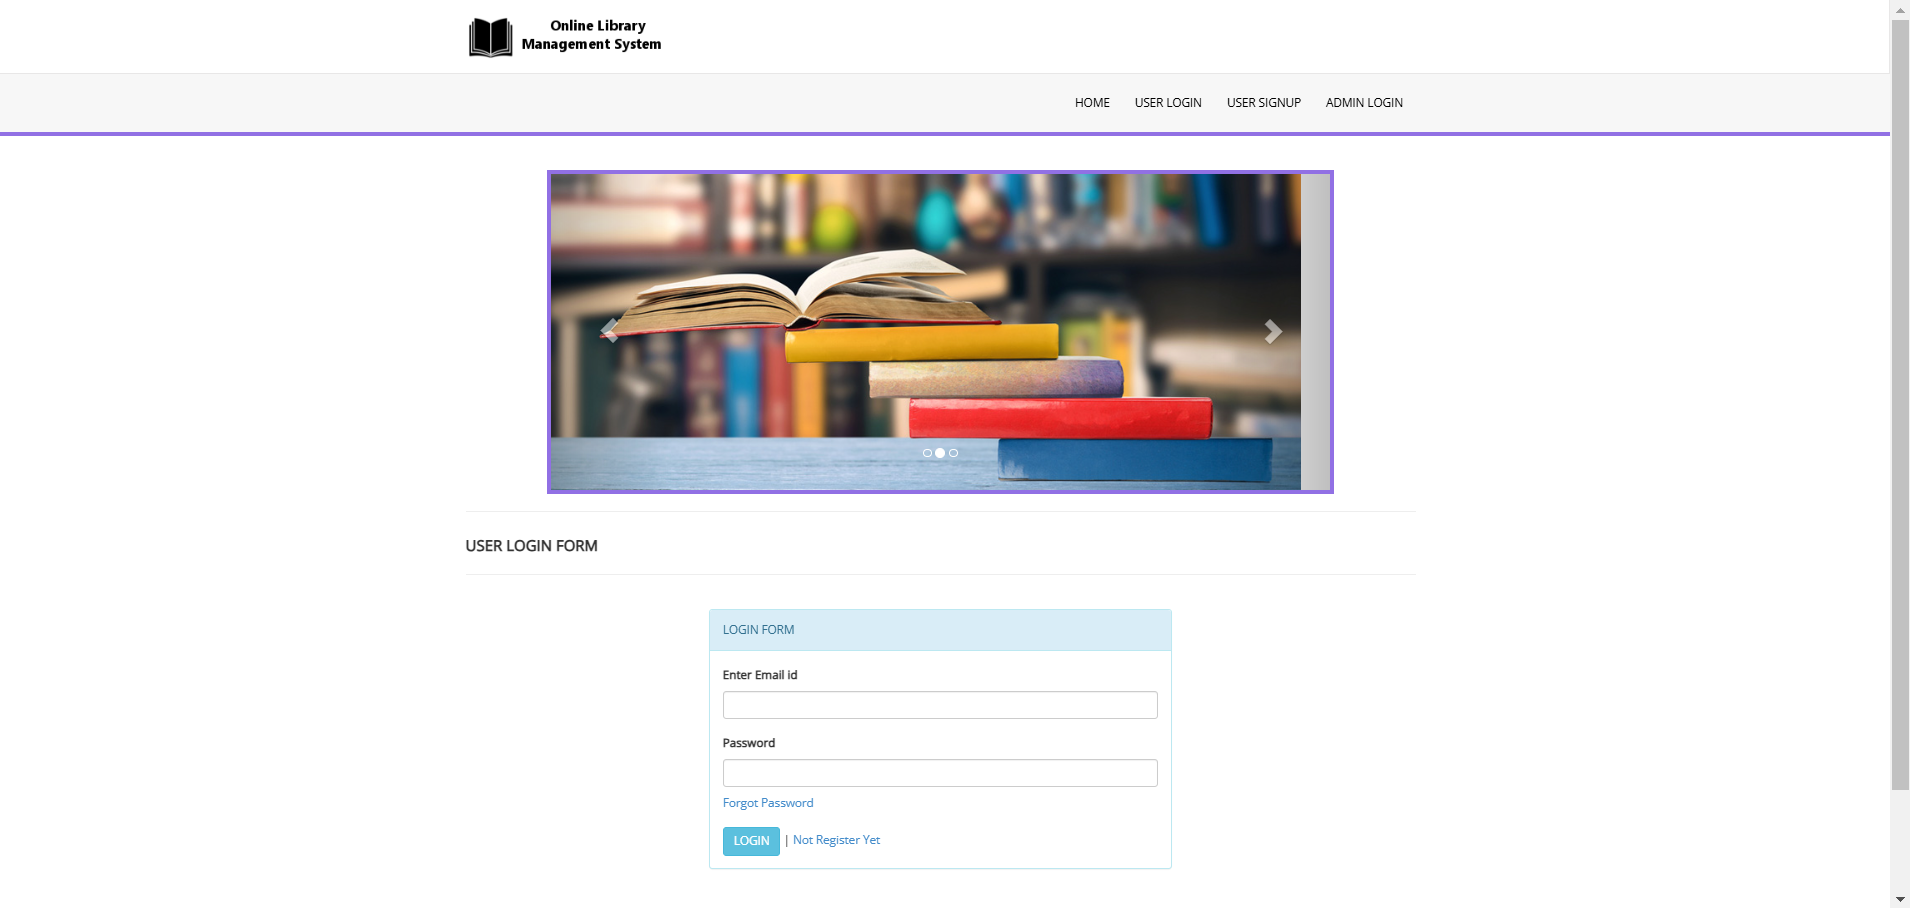 Online Library
Management System
HOME USER LOGIN USER SIGNUP ADMIN LOGIN
USER LOGIN FORM
LOGIN FORM
Enter Email id
Password
Forgot Password
LOGIN | Not Register Yet